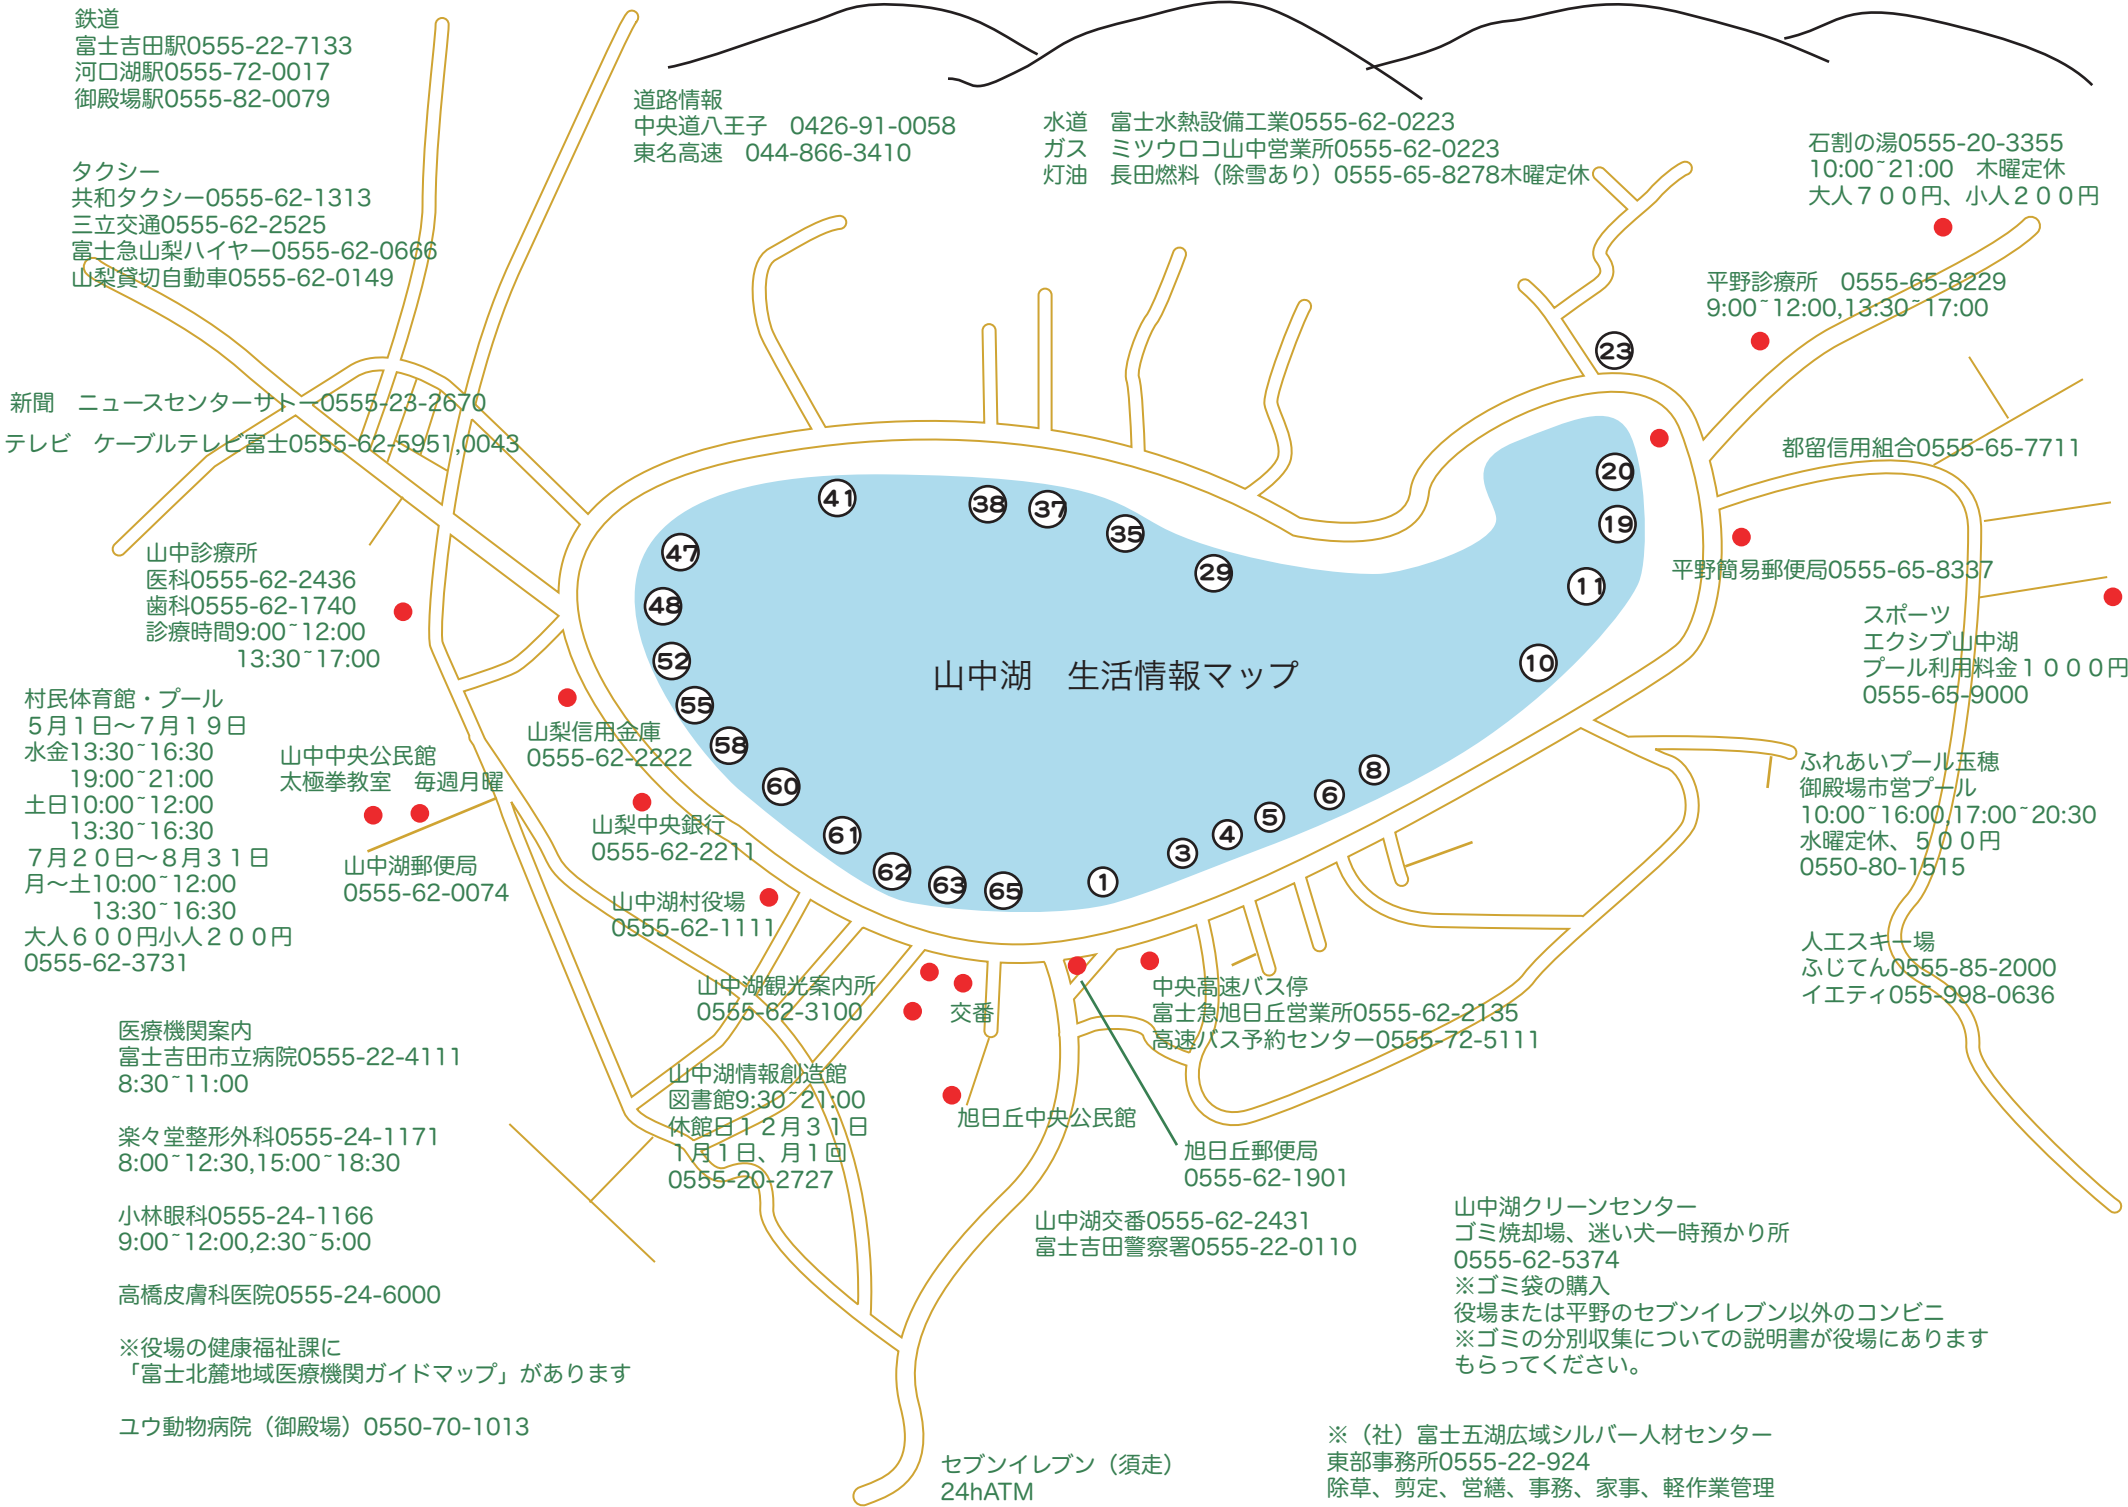 鉄道
富士吉田駅0555-22-7133
河口湖駅0555-72-0017
御殿場駅0555-82-0079
タクシー
共和タクシー0555-62-1313
三立交通0555-62-2525
富士急山梨ハイヤー0555-62-0666
山梨貸切自動車0555-62-0149
道路情報
中央道八王子　0426-91-0058
東名高速　044-866-3410
水道　富士水熱設備工業0555-62-0223
ガス　ミツウロコ山中営業所0555-62-0223
灯油　長田燃料（除雪あり）0555-65-8278木曜定休
石割の湯0555-20-3355
10:00~21:00　木曜定休
大人７００円、小人２００円
平野診療所　0555-65-8229
9:00~12:00,13:30~17:00
新聞　ニュースセンターサトー0555-23-2670
テレビ　ケーブルテレビ富士0555-62-5951,0043
都留信用組合0555-65-7711
平野簡易郵便局0555-65-8337
スポーツ
エクシブ山中湖
プール利用料金１０００円
0555-65-9000
山中診療所
医科0555-62-2436
歯科0555-62-1740
診療時間9:00~12:00
13:30~17:00
村民体育館・プール
５月１日〜７月１９日
水金13:30~16:30
19:00~21:00
土日10:00~12:00
13:30~16:30
７月２０日〜８月３１日
月〜土10:00~12:00
13:30~16:30
大人６００円小人２００円
0555-62-3731
山中中央公民館
太極拳教室　毎週月曜
山中湖郵便局
0555-62-0074
山梨信用金庫
0555-62-2222
山梨中央銀行
0555-62-2211
山中湖村役場
0555-62-1111
山中湖　生活情報マップ
23
20
19
11
10
8
6
5
4
3
1
65
63
62
61
60
58
55
52
48
47
41
38
37
35
29
ふれあいプール玉穂
御殿場市営プール
10:00~16:00,17:00~20:30
水曜定休、５００円
0550-80-1515
人工スキー場
ふじてん0555-85-2000
イエティ055-998-0636
山中湖観光案内所
0555-62-3100
交番
中央高速バス停
富士急旭日丘営業所0555-62-2135
高速バス予約センター0555-72-5111
山中湖情報創造館
図書館9:30~21:00
休館日１２月３１日
１月１日、月１回
0555-20-2727
旭日丘中央公民館
旭日丘郵便局
0555-62-1901
山中湖交番0555-62-2431
富士吉田警察署0555-22-0110
医療機関案内
富士吉田市立病院0555-22-4111
8:30~11:00
楽々堂整形外科0555-24-1171
8:00~12:30,15:00~18:30
小林眼科0555-24-1166
9:00~12:00,2:30~5:00
高橋皮膚科医院0555-24-6000
※役場の健康福祉課に
「富士北麓地域医療機関ガイドマップ」があります
ユウ動物病院（御殿場）0550-70-1013
山中湖クリーンセンター
ゴミ焼却場、迷い犬一時預かり所
0555-62-5374
※ゴミ袋の購入
役場または平野のセブンイレブン以外のコンビニ
※ゴミの分別収集についての説明書が役場にあります
もらってください。
セブンイレブン（須走）
24hATM
※（社）富士五湖広域シルバー人材センター
東部事務所0555-22-924
除草、剪定、営繕、事務、家事、軽作業管理